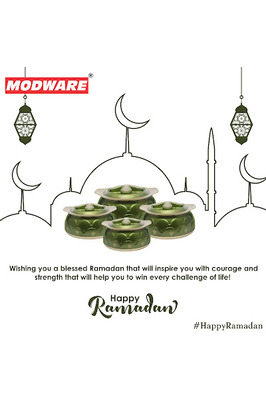 MODWARE®
Wishing you a blessed Ramadan that will inspire you with courage and
strength that will help you to win every challenge of life!
Happy
Ramadan
#HappyRamadan